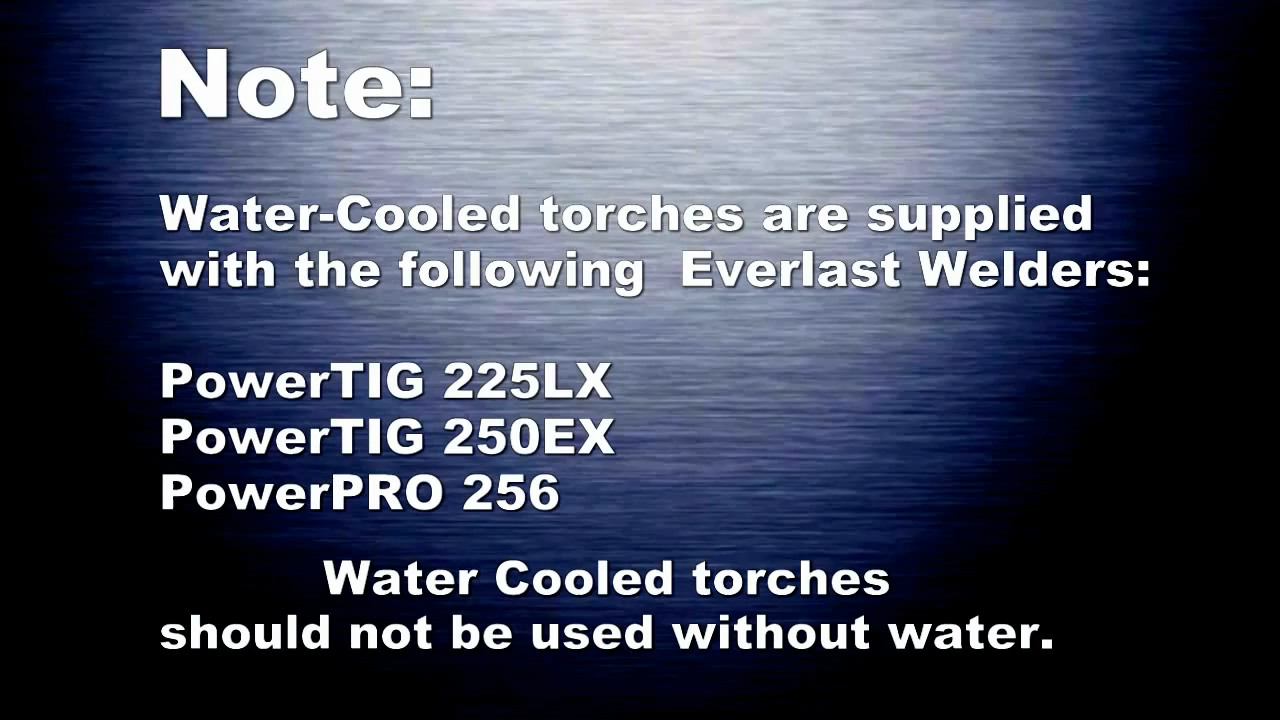 Note:
Water-Cooled torches are supplied
with the following  Everlast Welders:
PowerTIG 225LX
PowerTIG 250EX
PowerPRO 256
Water Cooled torches
should not be used without water.